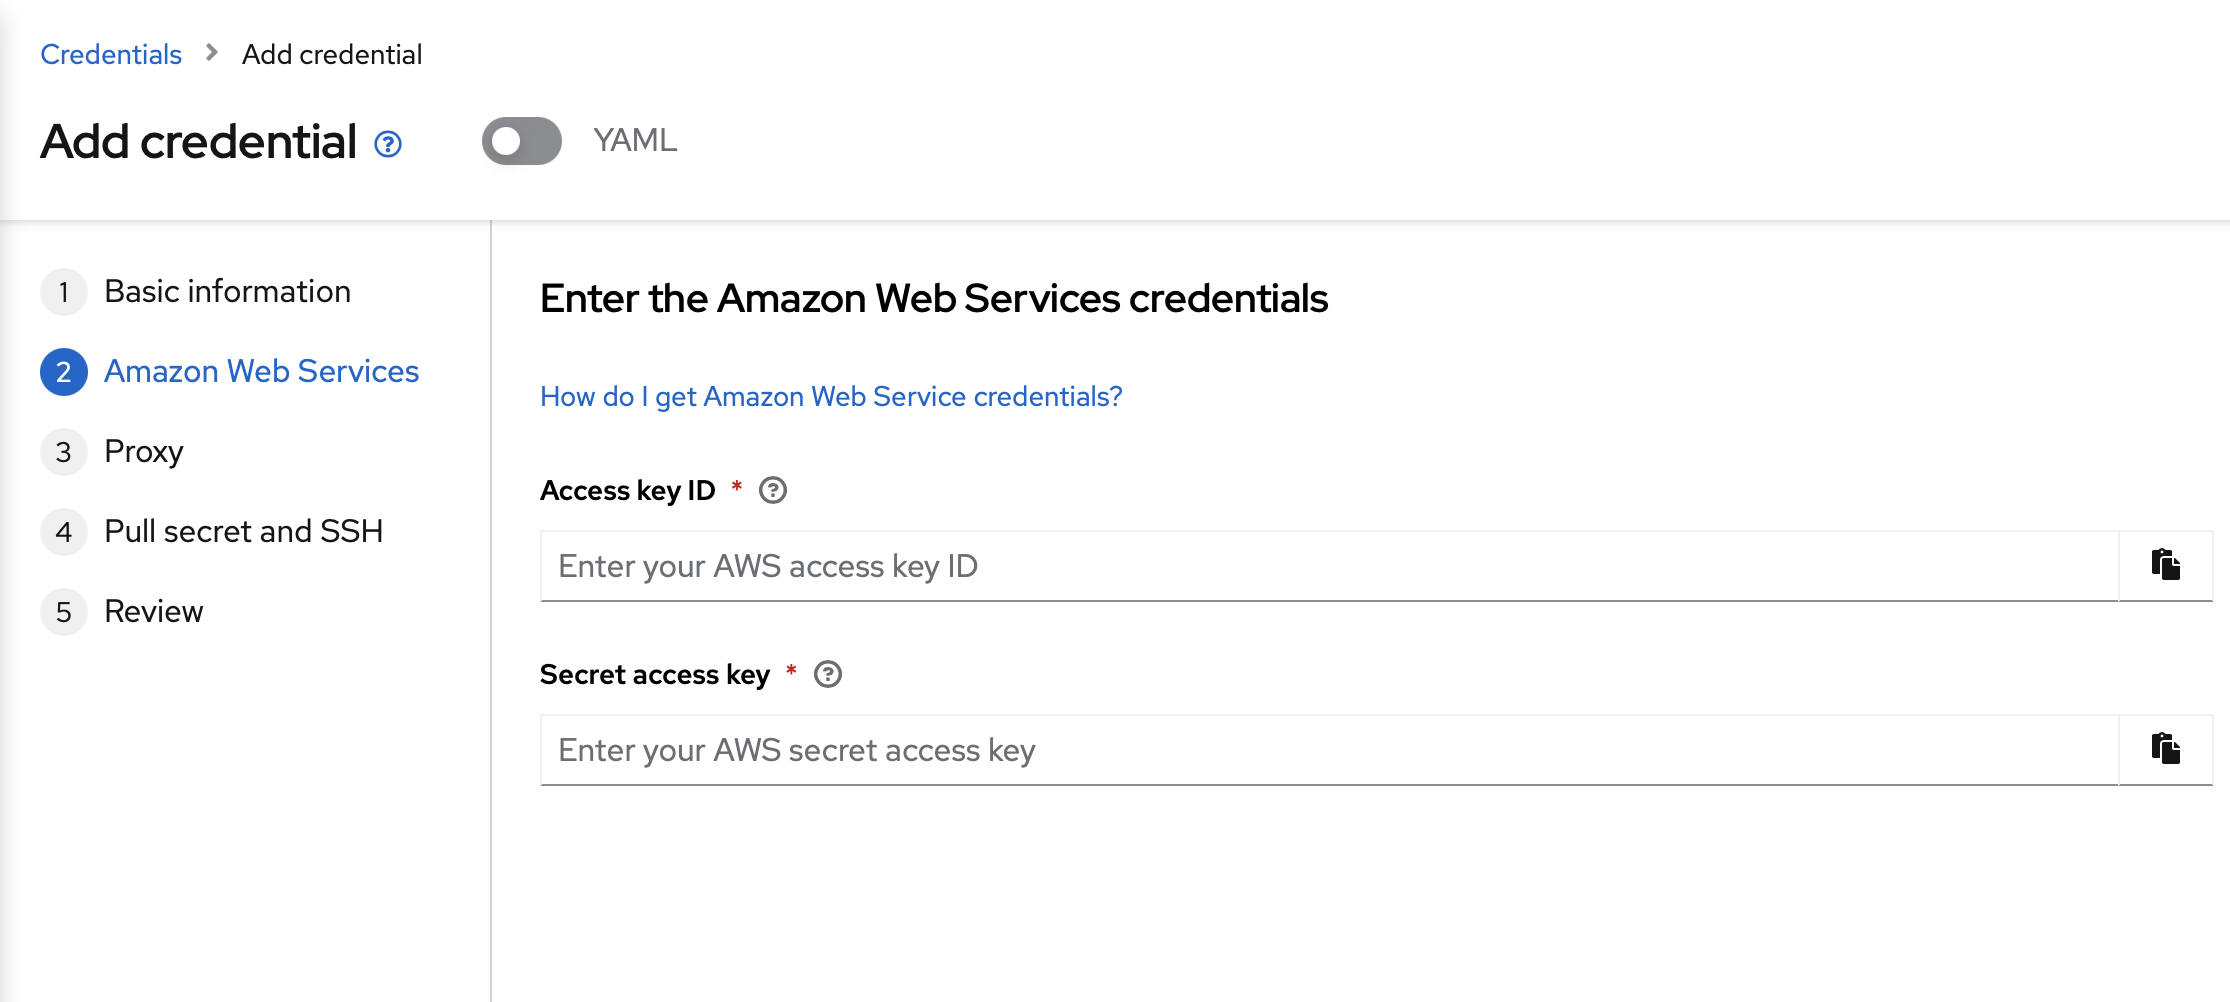 Credentials > Add credential
Add credential ? YAML
1 Basic information
2 Amazon Web Services
3 Proxy
4 Pull secret and SSH
5 Review
Enter the Amazon Web Services credentials
How do I get Amazon Web Service credentials?
Access key ID * ?
Enter your AWS access key ID
Secret access key * ?
Enter your AWS secret access key